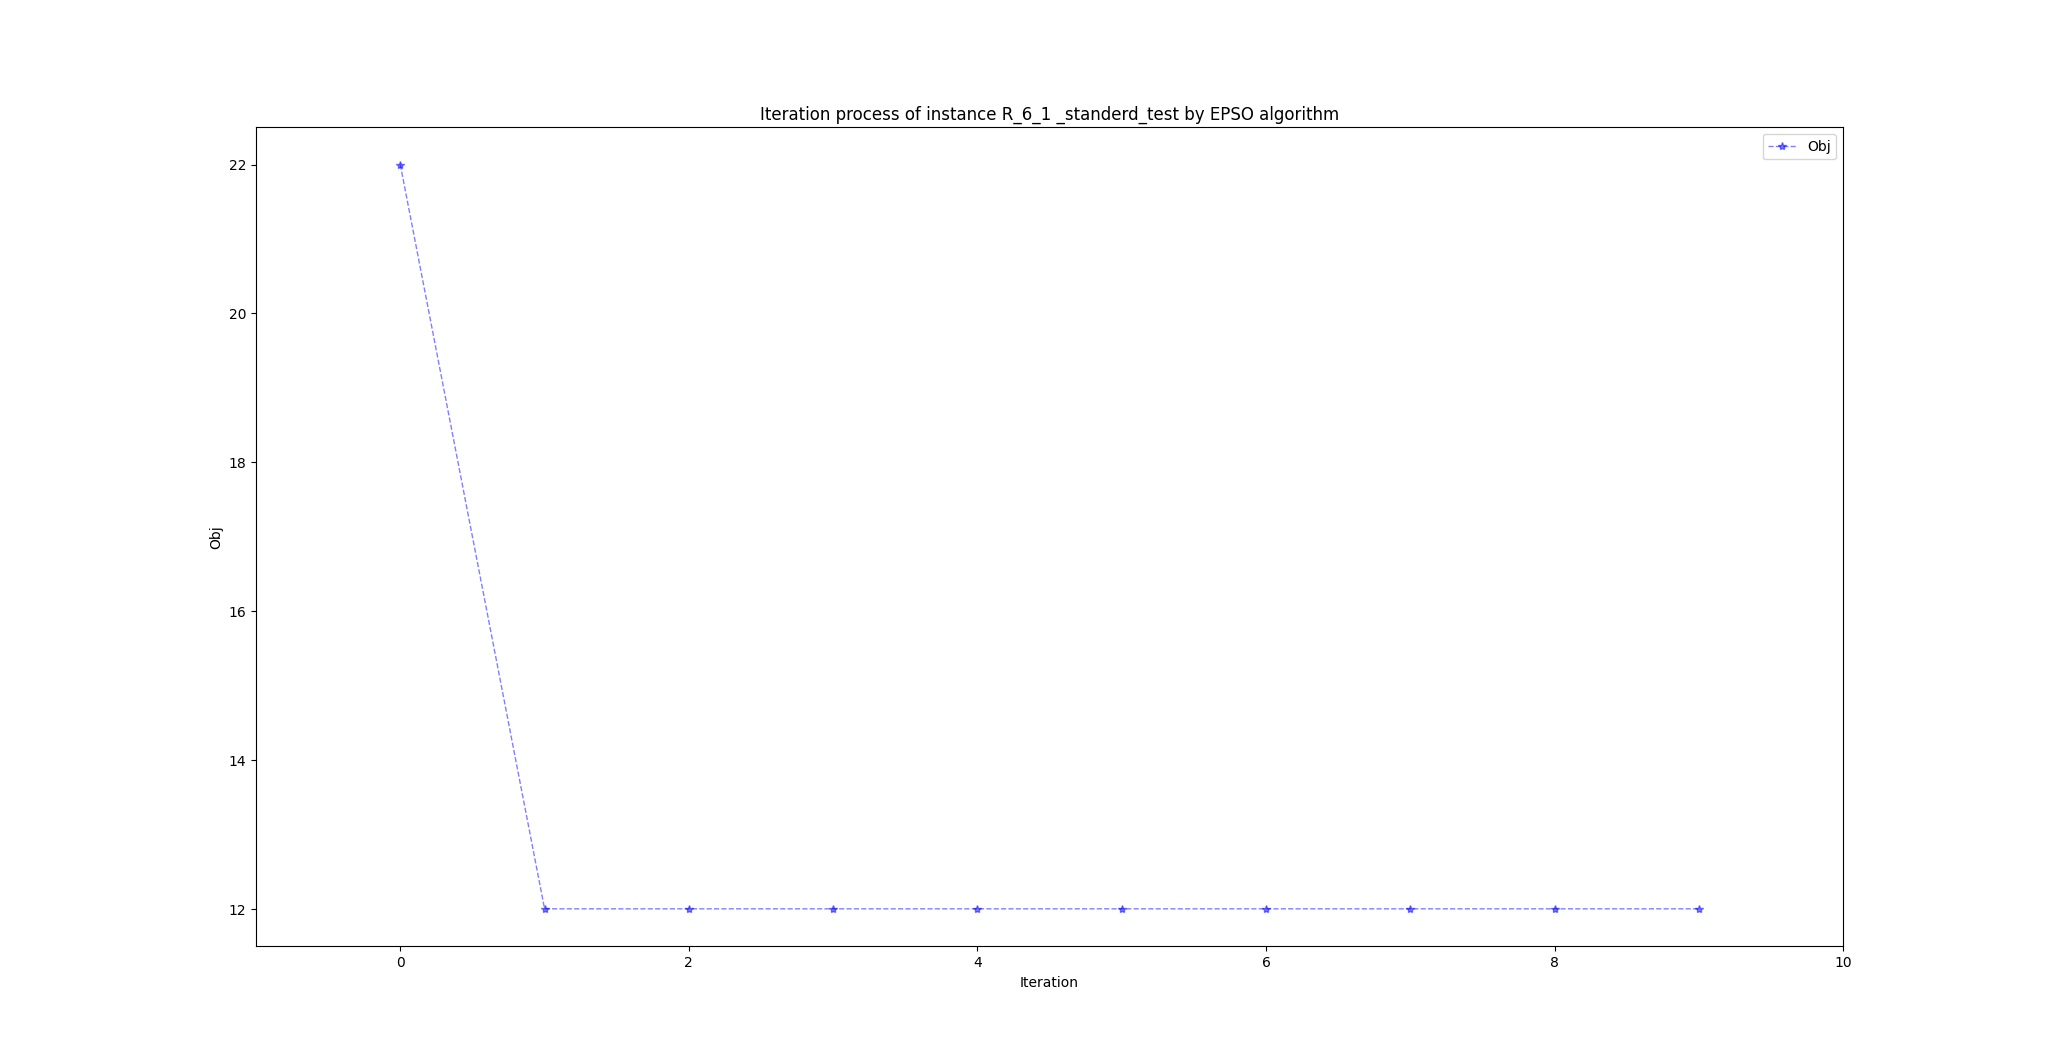 Iteration process of instance R_6_1 _standerd_test by EPSO algorithm
Obj
22
20
18
16
14
12
Obj
0 2 4 6 8 10
Iteration